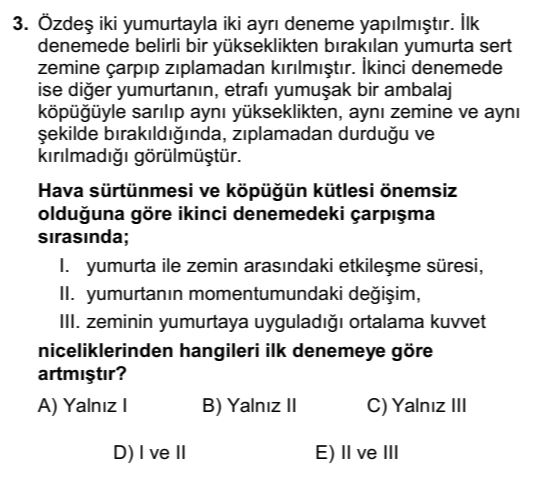 3. Özdeş iki yumurtayla iki ayrı deneme yapılmıştır. İlk
denemede belirli bir yükseklikten bırakılan yumurta sert
zemine çarpıp zıplamadan kırılmıştır. İkinci denemede
ise diğer yumurtanın, etrafı yumuşak bir ambalaj
köpüğüyle sarılıp aynı yükseklikten, aynı zemine ve aynı
şekilde bırakıldığında, zıplamadan durduğu ve
kırılmadığı görülmüştür.
Hava sürtünmesi ve köpüğün kütlesi önemsiz
olduğuna göre ikinci denemedeki çarpışma
sırasında;
I. yumurta ile zemin arasındaki etkileşme süresi,
II. yumurtanın momentumundaki değişim,
III. zeminin yumurtaya uyguladığı ortalama kuvvet
niceliklerinden hangileri ilk denemeye göre
artmıştır?
A) Yalnız I B) Yalnız II C) Yalnız III
D) I ve II E) II ve III